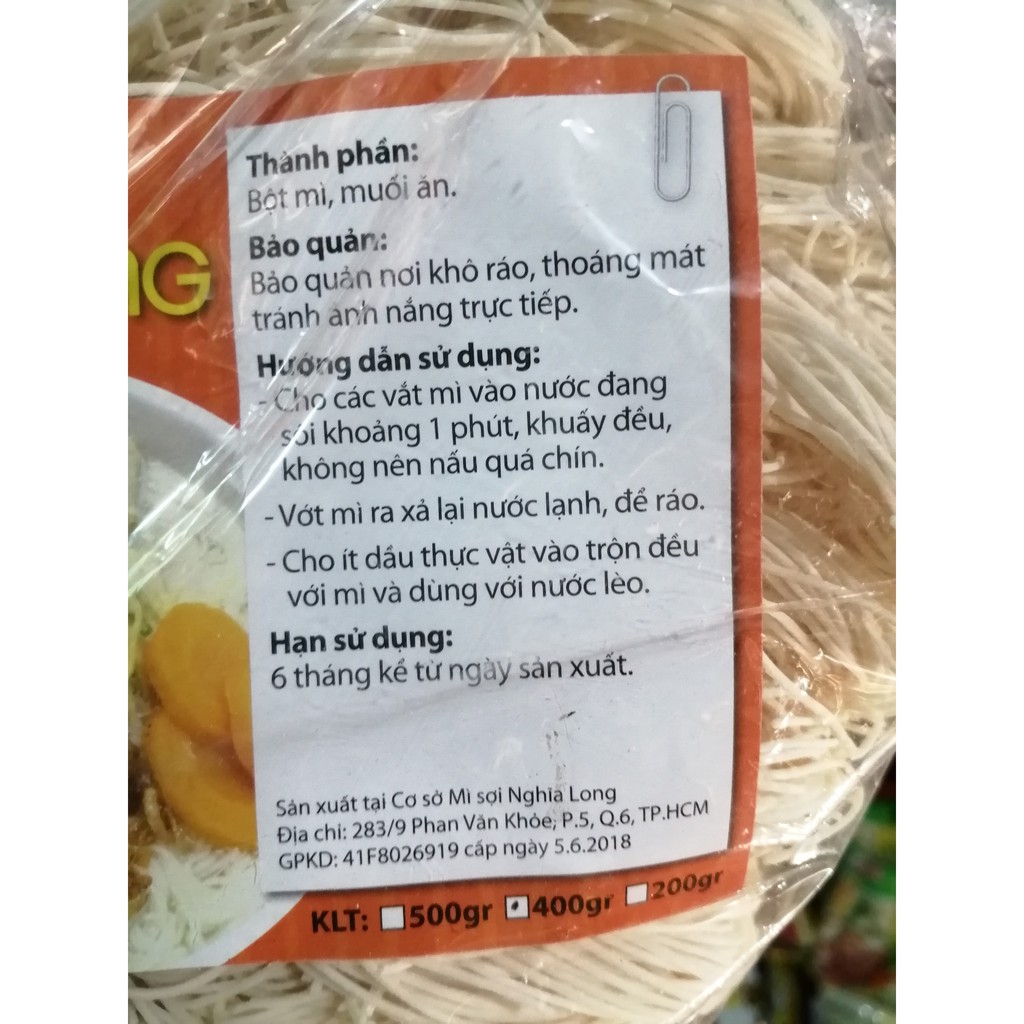 Thành phần:
Bột mì, muối ăn.
Bảo quản:
Bảo quản nơi khô ráo, thoáng mát
tránh ánh nắng trực tiếp.
Hướng dẫn sử dụng:
- Cho các vắt mì vào nước đang
sôi khoảng 1 phút, khuấy đều,
không nên nấu quá chín.
- Vớt mì ra xả lại nước lạnh, để ráo.
- Cho ít dầu thực vật vào trộn đều
với mì và dùng với nước lèo.
Hạn sử dụng:
6 tháng kể từ ngày sản xuất.
Sản xuất tại Cơ sở Mì sợi Nghĩa Long
Địa chỉ: 283/9 Phan Văn Khỏe, P.5, Q.6, TP.HCM
GPKD: 41F8026919 cấp ngày 5.6.2018
KLT: 500gr 400gr 200gr